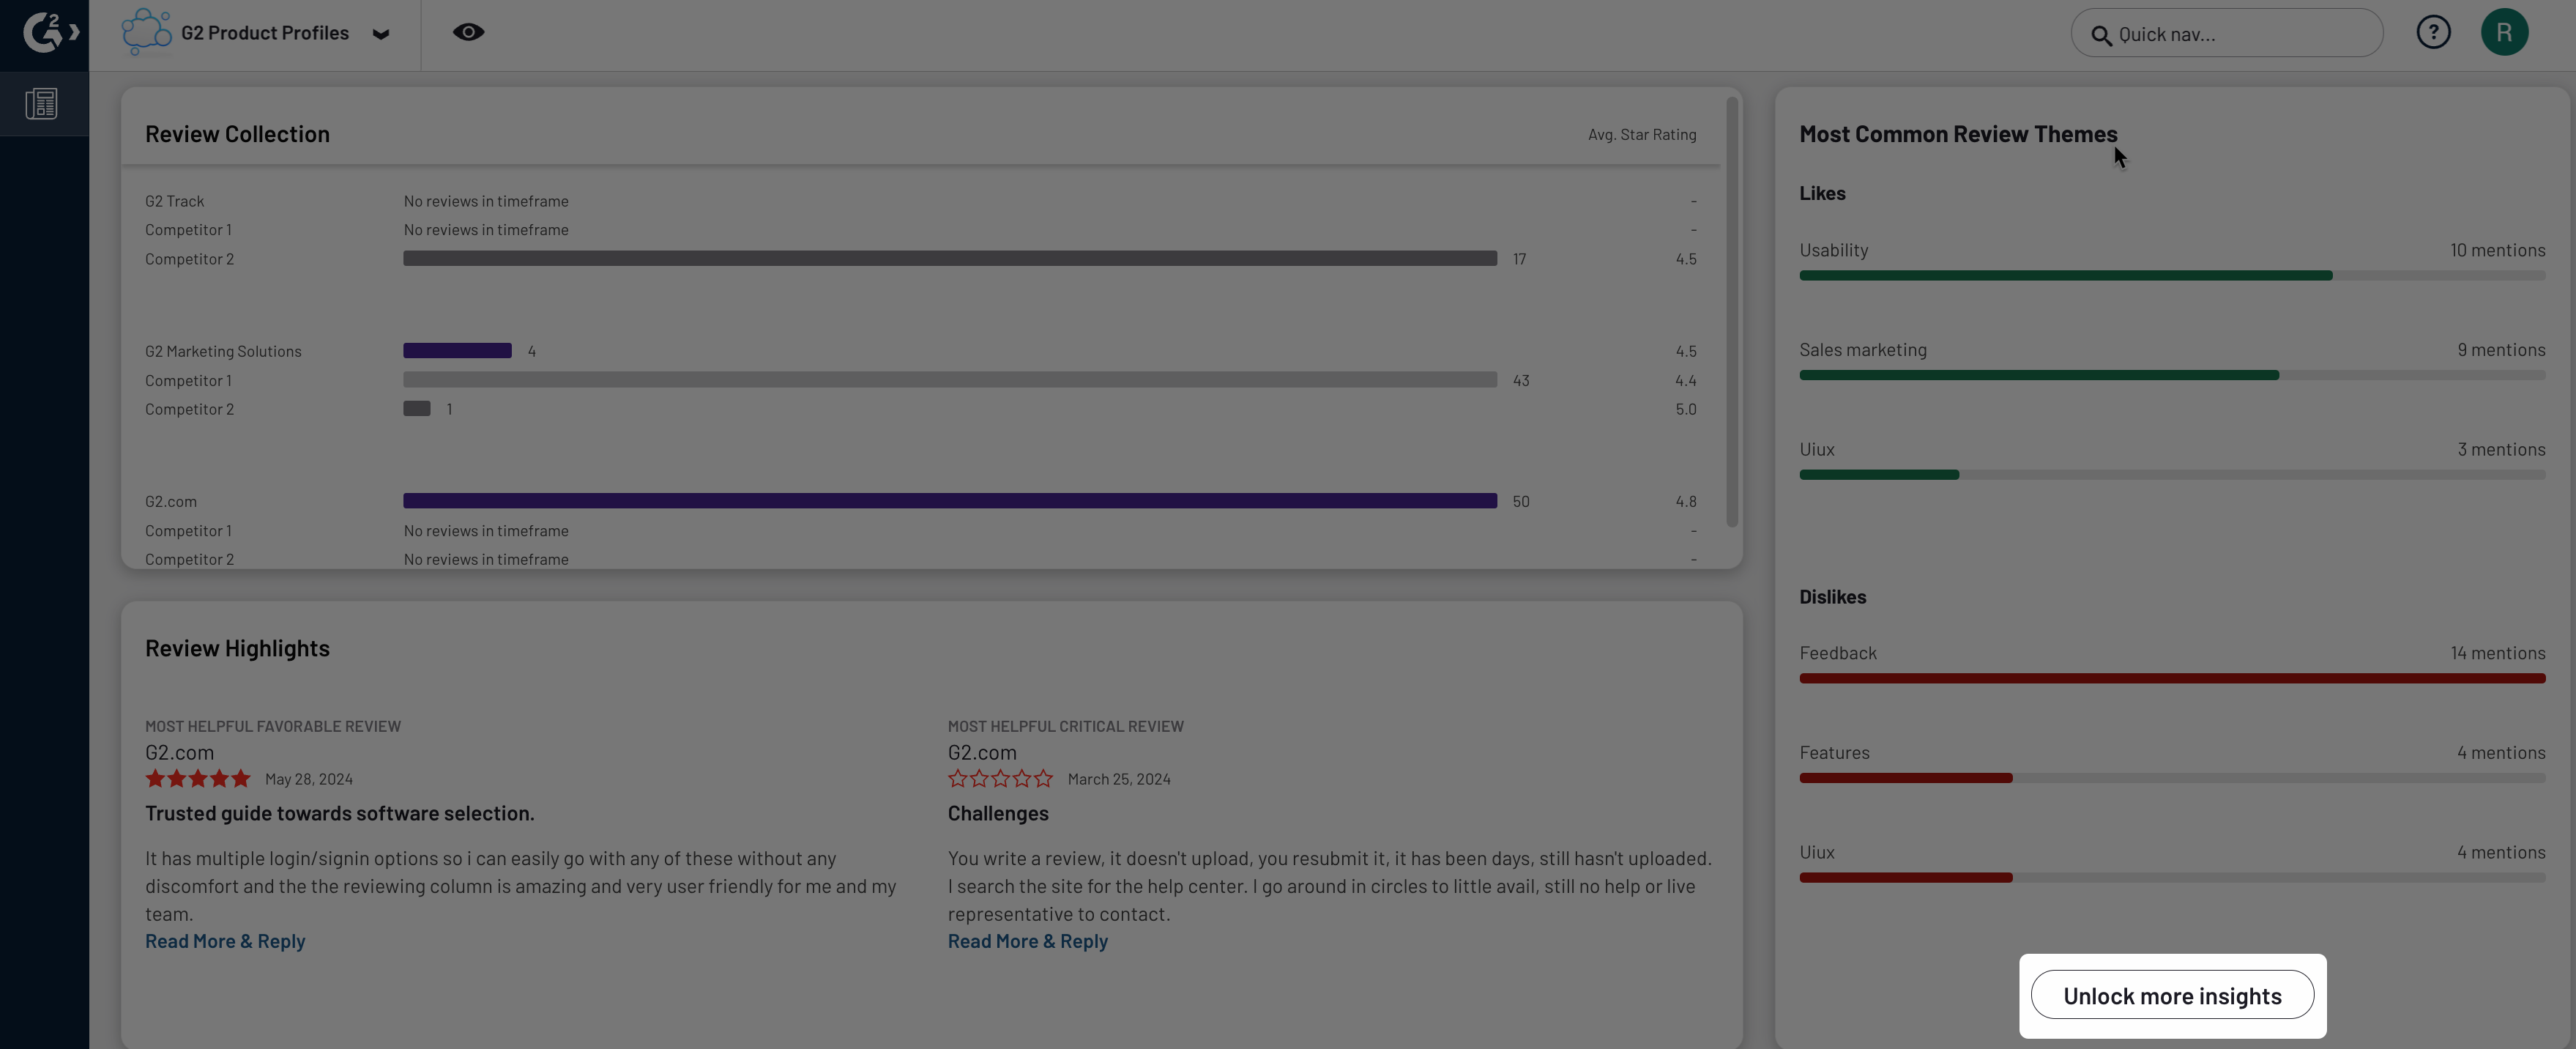 G2 G2 Product Profiles Quick nav... ? R
Review Collection Avg. Star Rating
G2 Track No reviews in timeframe -
Competitor 1 No reviews in timeframe -
Competitor 2 17 4.5
G2 Marketing Solutions 4 4.5
Competitor 1 43 4.4
Competitor 2 1 5.0
G2.com 50 4.8
Competitor 1 No reviews in timeframe -
Competitor 2 No reviews in timeframe -
Review Highlights
MOST HELPFUL FAVORABLE REVIEW
G2.com
May 28, 2024
Trusted guide towards software selection.
It has multiple login/signin options so i can easily go with any of these without any
discomfort and the the reviewing column is amazing and very user friendly for me and my
team.
Read More & Reply
MOST HELPFUL CRITICAL REVIEW
G2.com
March 25, 2024
Challenges
You write a review, it doesn't upload, you resubmit it, it has been days, still hasn't uploaded.
I search the site for the help center. I go around in circles to little avail, still no help or live
representative to contact.
Read More & Reply
Most Common Review Themes
Likes
Usability 10 mentions
Sales marketing 9 mentions
Uiux 3 mentions
Dislikes
Feedback 14 mentions
Features 4 mentions
Uiux 4 mentions
Unlock more insights